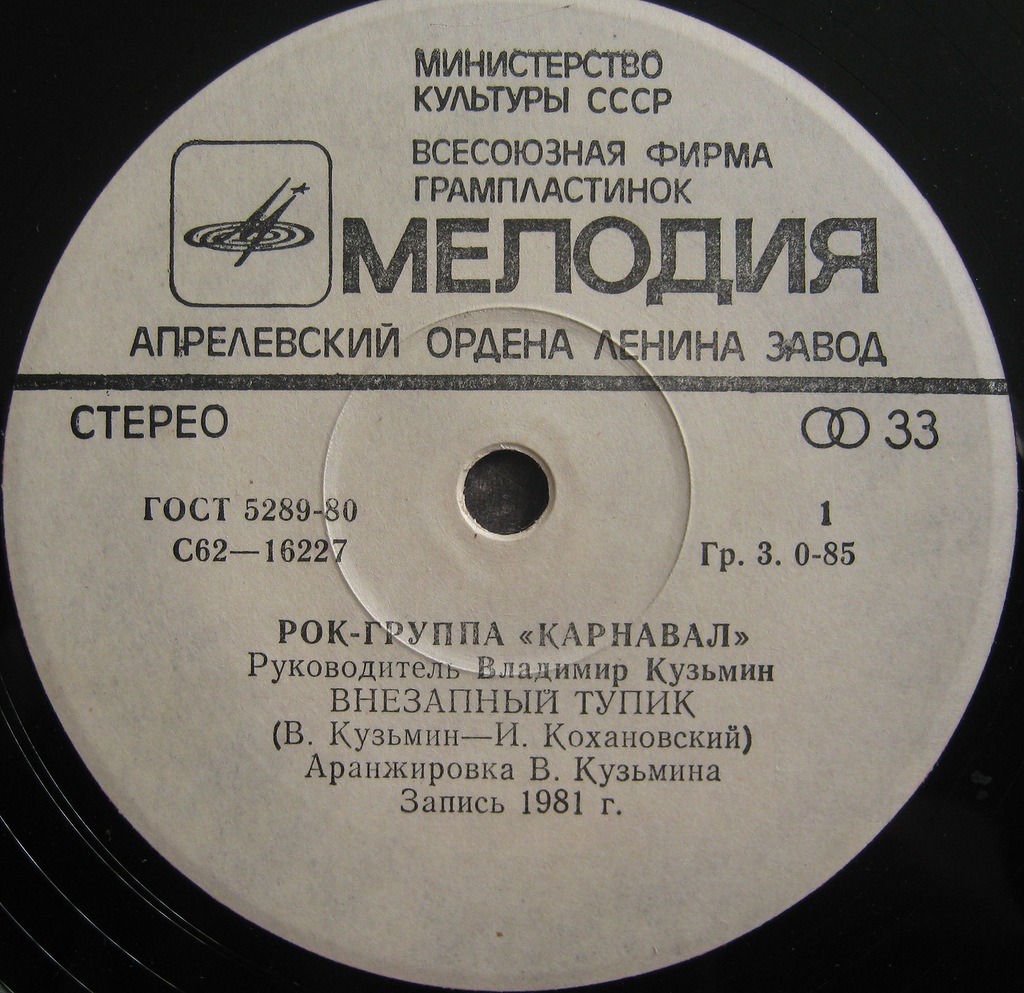 МИНИСТЕРСТВО
КУЛЬТУРЫ СССР
ВСЕСОЮЗНАЯ ФИРМА
ГРАМПЛАСТИНОК
МЕЛОДИЯ
АПРЕЛЕВСКИЙ ОРДЕНА ЛЕНИНА ЗАВОД
СТЕРЕО
33
ГОСТ 5289-80
С62—16227
1
Гр. 3. 0-85
РОК-ГРУППА «КАРНАВАЛ»
Руководитель Владимир Кузьмин
ВНЕЗАПНЫЙ ТУПИК
(В. Кузьмин—И. Кохановский)
Аранжировка В. Кузьмина
Запись 1981 г.